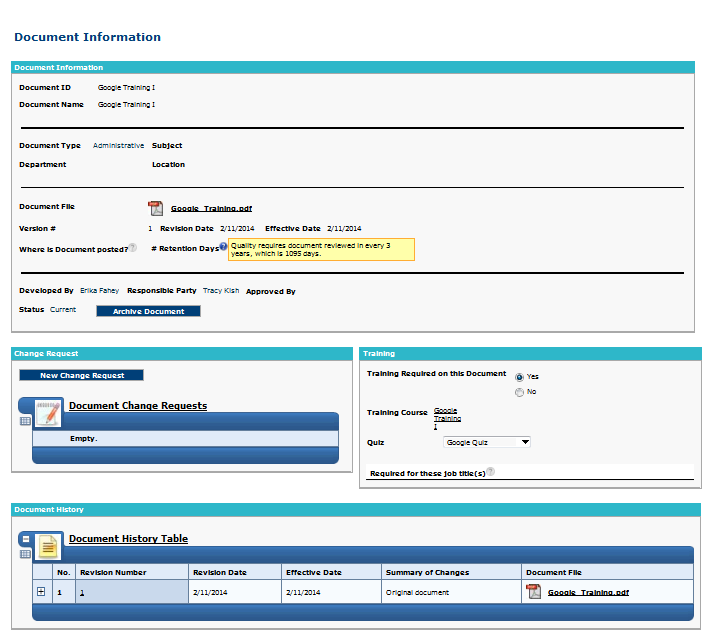 Document Information
Document Information
Document ID Google Training I
Document Name Google Training I
Document Type Administrative Subject
Department Location
Document File Google_Training.pdf
Version # 1 Revision Date 2/11/2014 Effective Date 2/11/2014
Where is Document posted? # Retention Days Quality requires document reviewed in every 3
years, which is 1095 days.
Developed By Erika Fahey Responsible Party Tracy Kish Approved By
Status Current Archive Document
Change Request
New Change Request
Document Change Requests
Empty.
Training
Training Required on this Document Yes
No
Training Course Google
Training
I
Quiz Google Quiz
Required for these job title(s)
Document History
Document History Table
No. Revision Number Revision Date Effective Date Summary of Changes Document File
1 1 2/11/2014 2/11/2014 Original document Google_Training.pdf